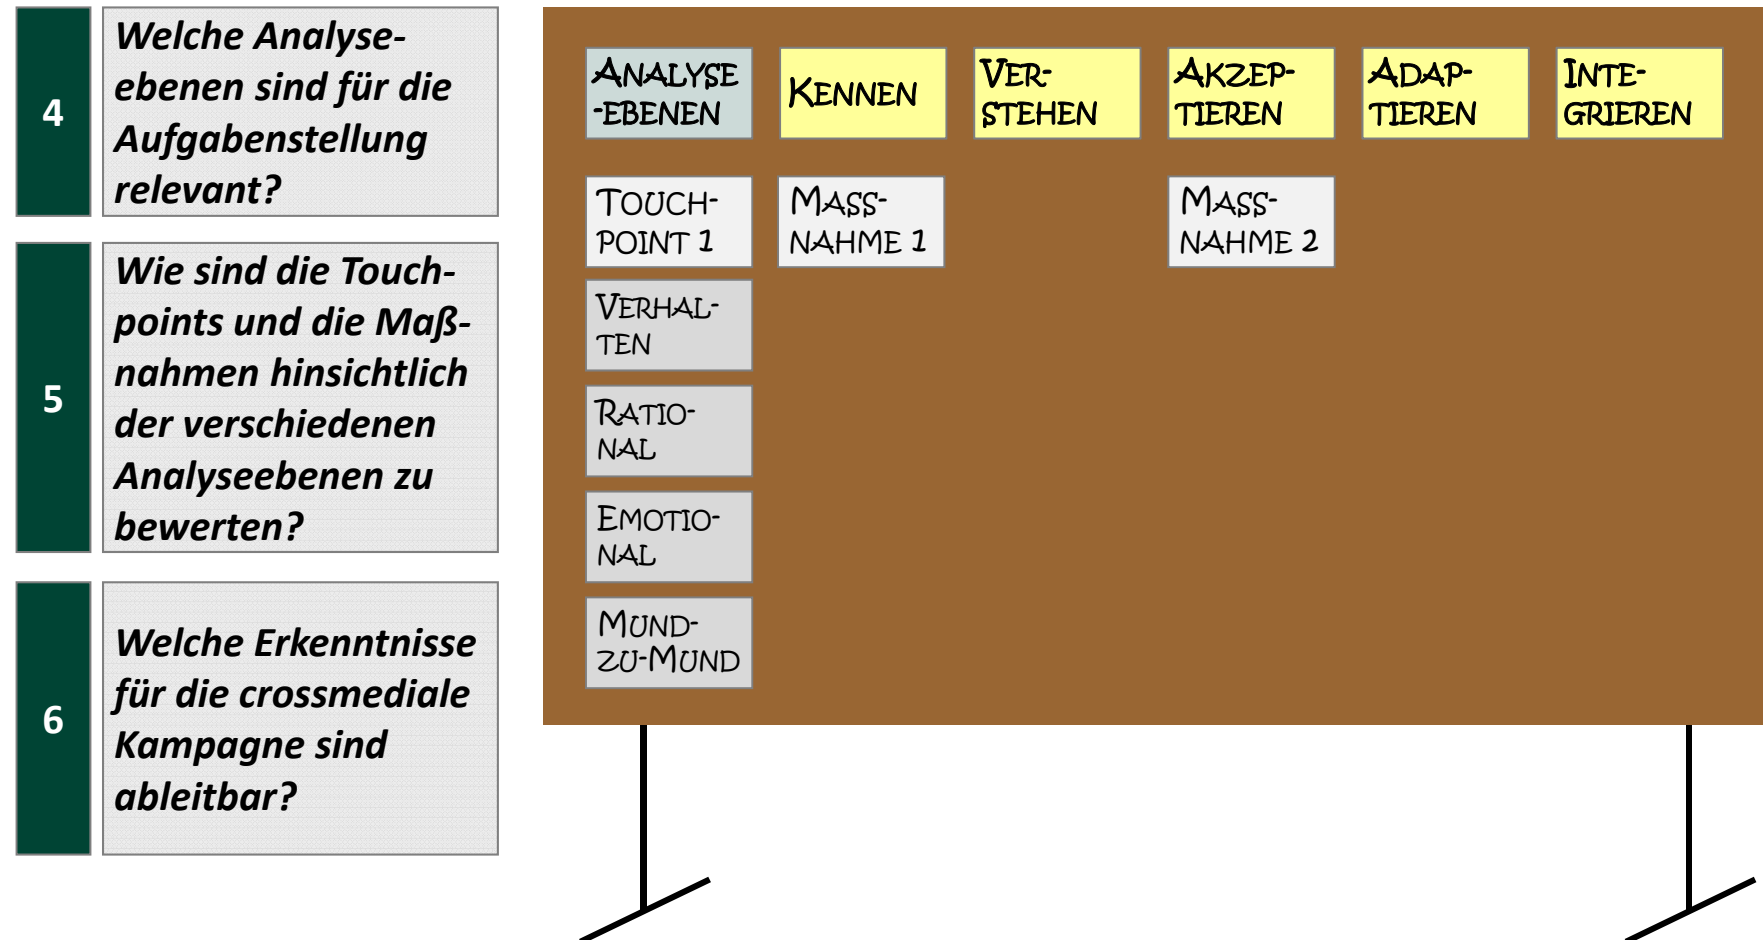 4
Welche Analyse-
ebenen sind für die
Aufgabenstellung
relevant?
5
Wie sind die Touch-
points und die Maß-
nahmen hinsichtlich
der verschiedenen
Analyseebenen zu
bewerten?
6
Welche Erkenntnisse
für die crossmediale
Kampagne sind
ableitbar?
ANALYSE
-EBENEN
KENNEN
VER-
STEHEN
AKZEP-
TIEREN
ADAP-
TIEREN
INTE-
GRIEREN
TOUCH-
POINT 1
MASS-
NAHME 1
MASS-
NAHME 2
VERHAL-
TEN
RATIO-
NAL
EMOTIO-
NAL
MUND-
ZU-MUND